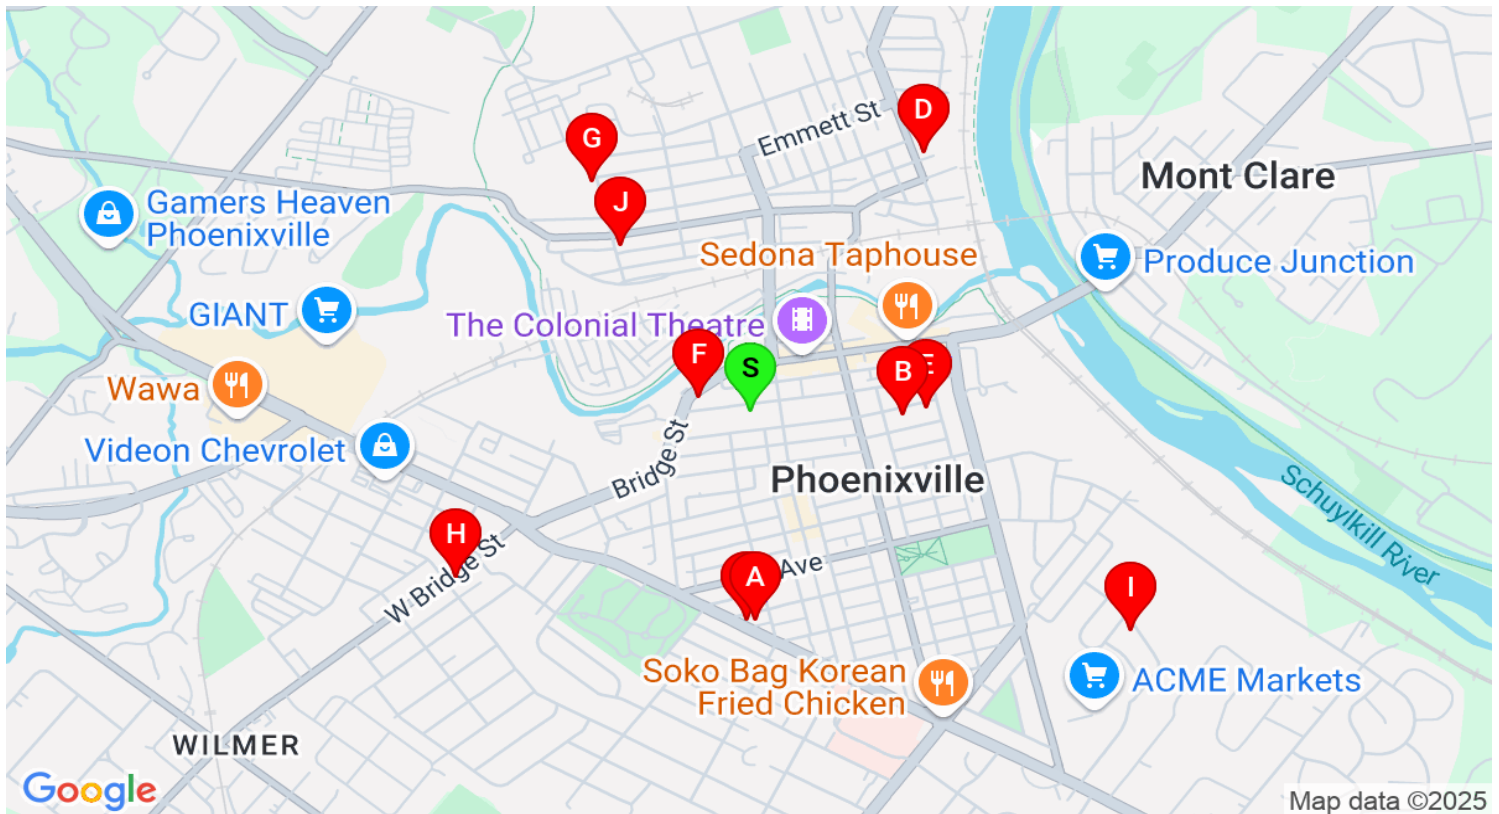 D
G
Emmett St
Mont Clare
J
Gamers Heaven
Phoenixville
Sedona Taphouse
Produce Junction
GIANT
The Colonial Theatre
F
S
B
E
Wawa
Videon Chevrolet
Bridge St
Phoenixville
Schuylkill River
H
W Bridge St
A
Ave
I
Soko Bag Korean
Fried Chicken
ACME Markets
WILMER
Google
Map data ©2025